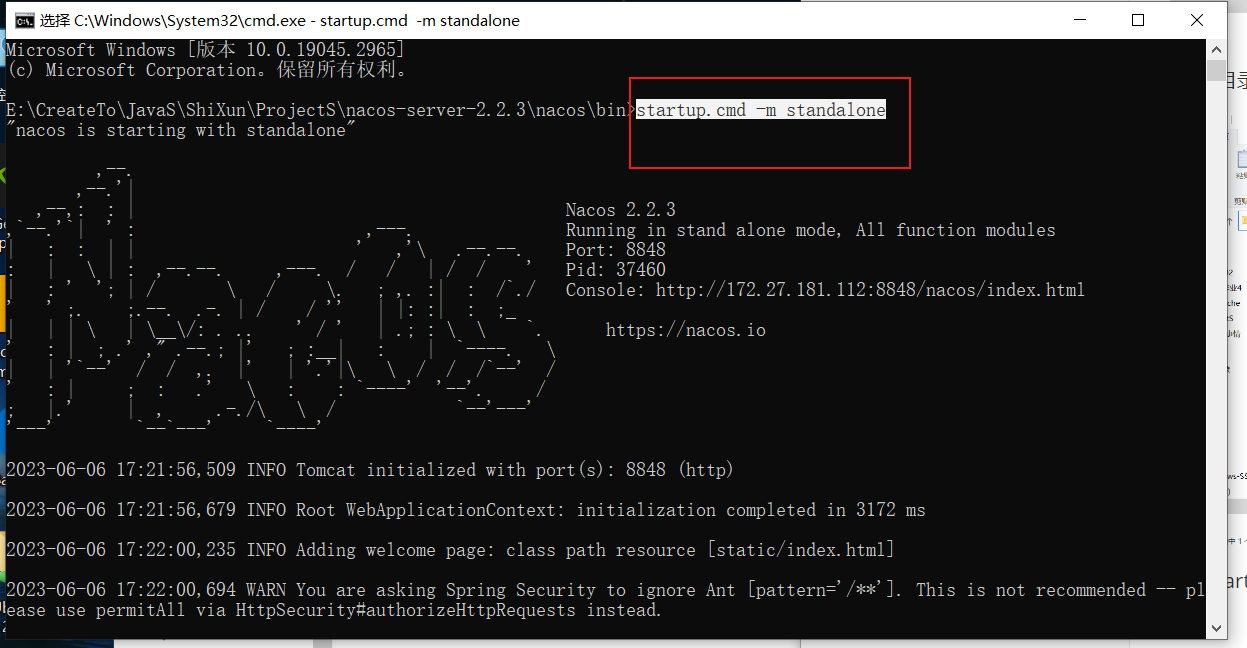 选择 C:\Windows\System32\cmd.exe - startup.cmd  -m standalone
Microsoft Windows [版本 10.0.19045.2965]
(c) Microsoft Corporation。保留所有权利。
E:\CreateTo\JavaS\ShiXun\ProjectS\nacos-server-2.2.3\nacos\bin>startup.cmd -m standalone
"nacos is starting with standalone"
Nacos 2.2.3
Running in stand alone mode, All function modules
Port: 8848
Pid: 37460
Console: http://172.27.181.112:8848/nacos/index.html
https://nacos.io
2023-06-06 17:21:56,509 INFO Tomcat initialized with port(s): 8848 (http)
2023-06-06 17:21:56,679 INFO Root WebApplicationContext: initialization completed in 3172 ms
2023-06-06 17:22:00,235 INFO Adding welcome page: class path resource [static/index.html]
2023-06-06 17:22:00,694 WARN You are asking Spring Security to ignore Ant [pattern='/**']. This is not recommended -- pl
ease use permitAll via HttpSecurity#authorizeHttpRequests instead.